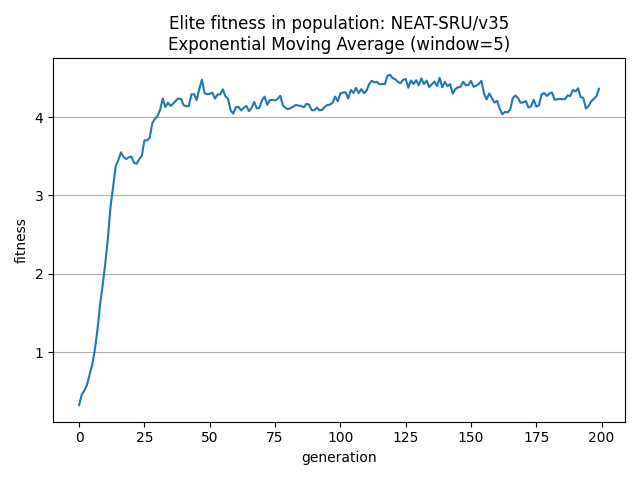 Elite fitness in population: NEAT-SRU/v35
Exponential Moving Average (window=5)
fitness
4
3
2
1
0 25 50 75 100 125 150 175 200
generation